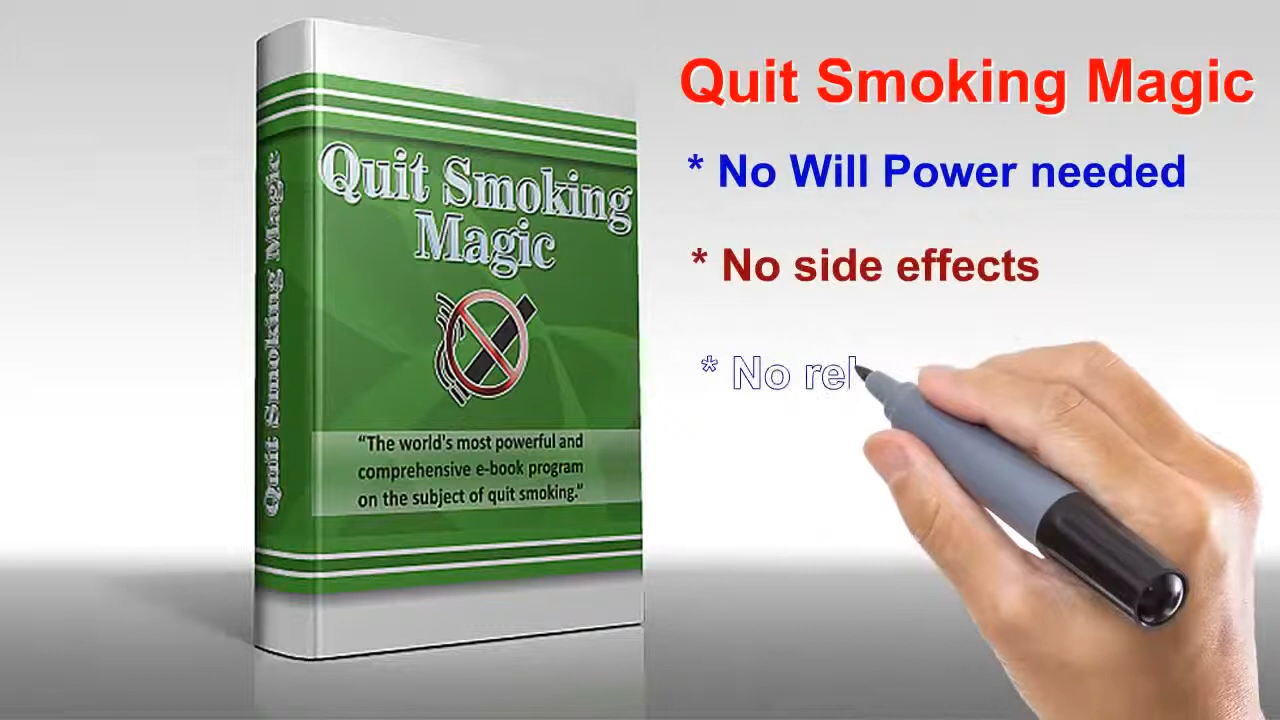 Quit Smoking Magic
Quit Smoking
Magic
"The world's most powerful and
comprehensive e-book program
on the subject of quit smoking."
Quit Smoking Magic
* No Will Power needed
* No side effects
* No